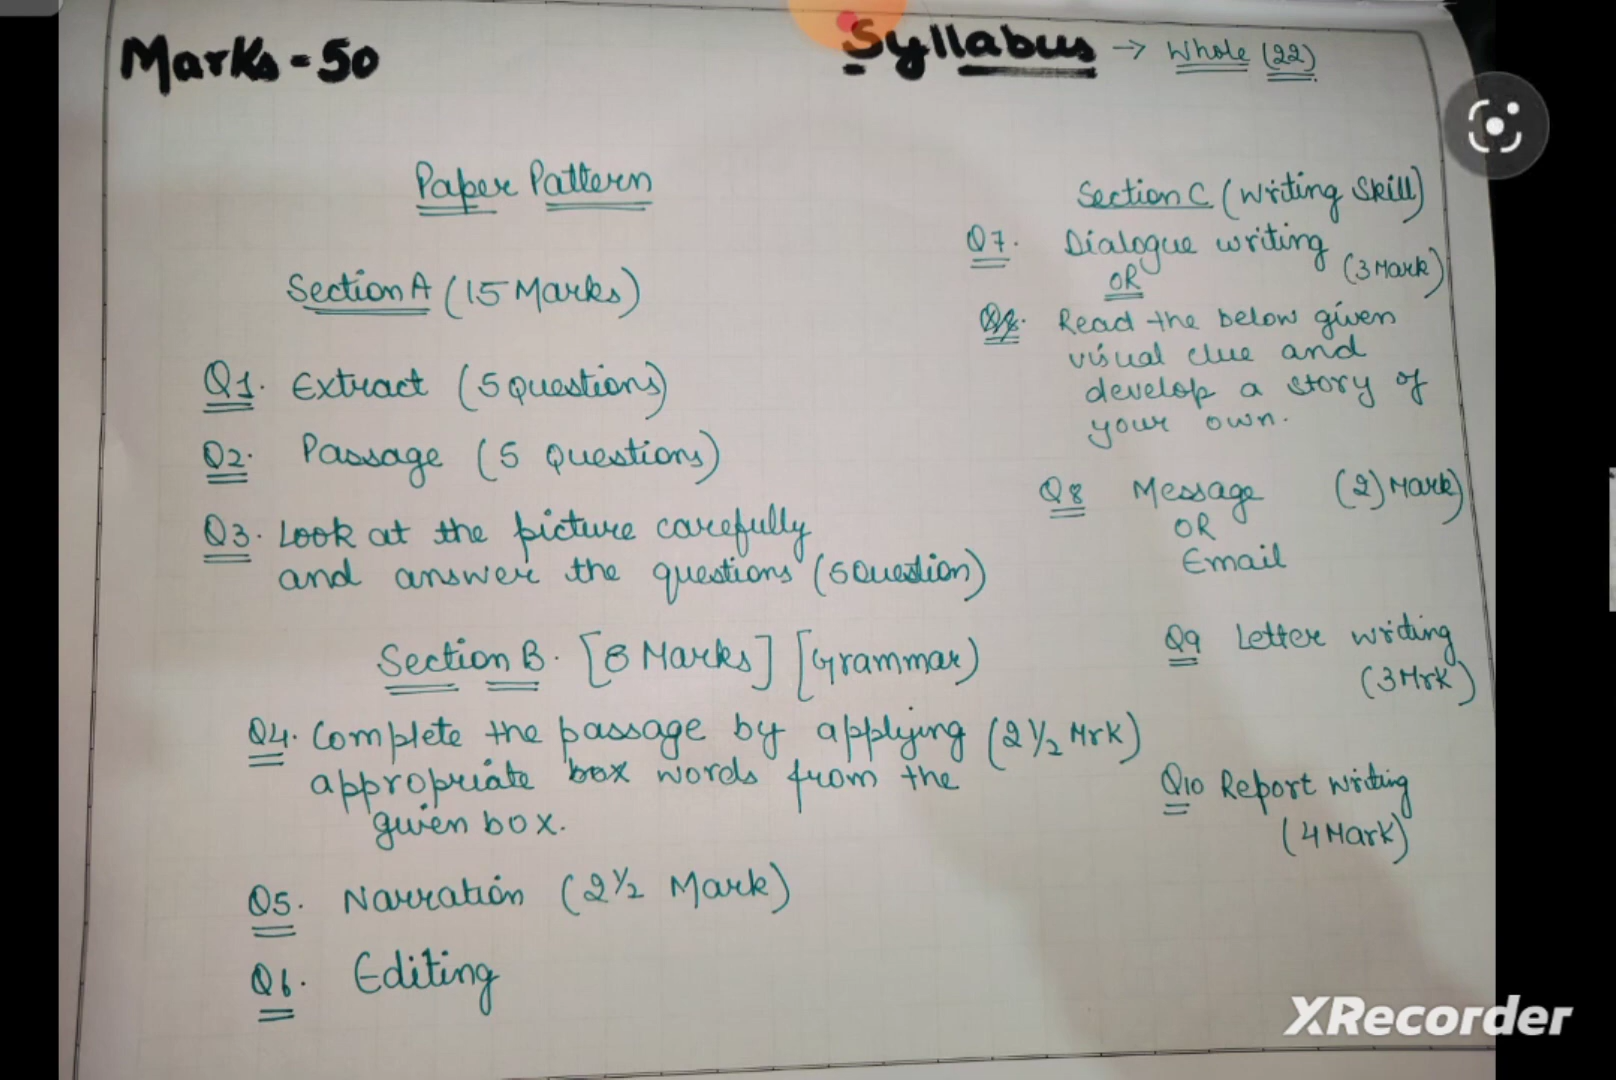 Marks - 50
Syllabus → Whole (22)
Paper Pattern
Section A (15 Marks)
Q1. Extract (5 Questions)
Q2. Passage (5 Questions)
Q3. Look at the picture carefully
and answer the questions (5 Question)
Section B. [8 Marks] [Grammar)
Q4. Complete the passage by applying (2 1/2 Mrk)
appropriate box words from the
given box.
Q5. Narration (2 1/2 Mark)
Q6. Editing
Section C (Writing Skill)
Q7. Dialogue writing
(3 Mark)
OR
Read the below given
visual clue and
develop a story of
your own.
Q8 Message (2) Mark)
OR
Email
Q9 Letter writing
(3 Mrk)
Q10 Report writing
(4 Mark)
XRecorder